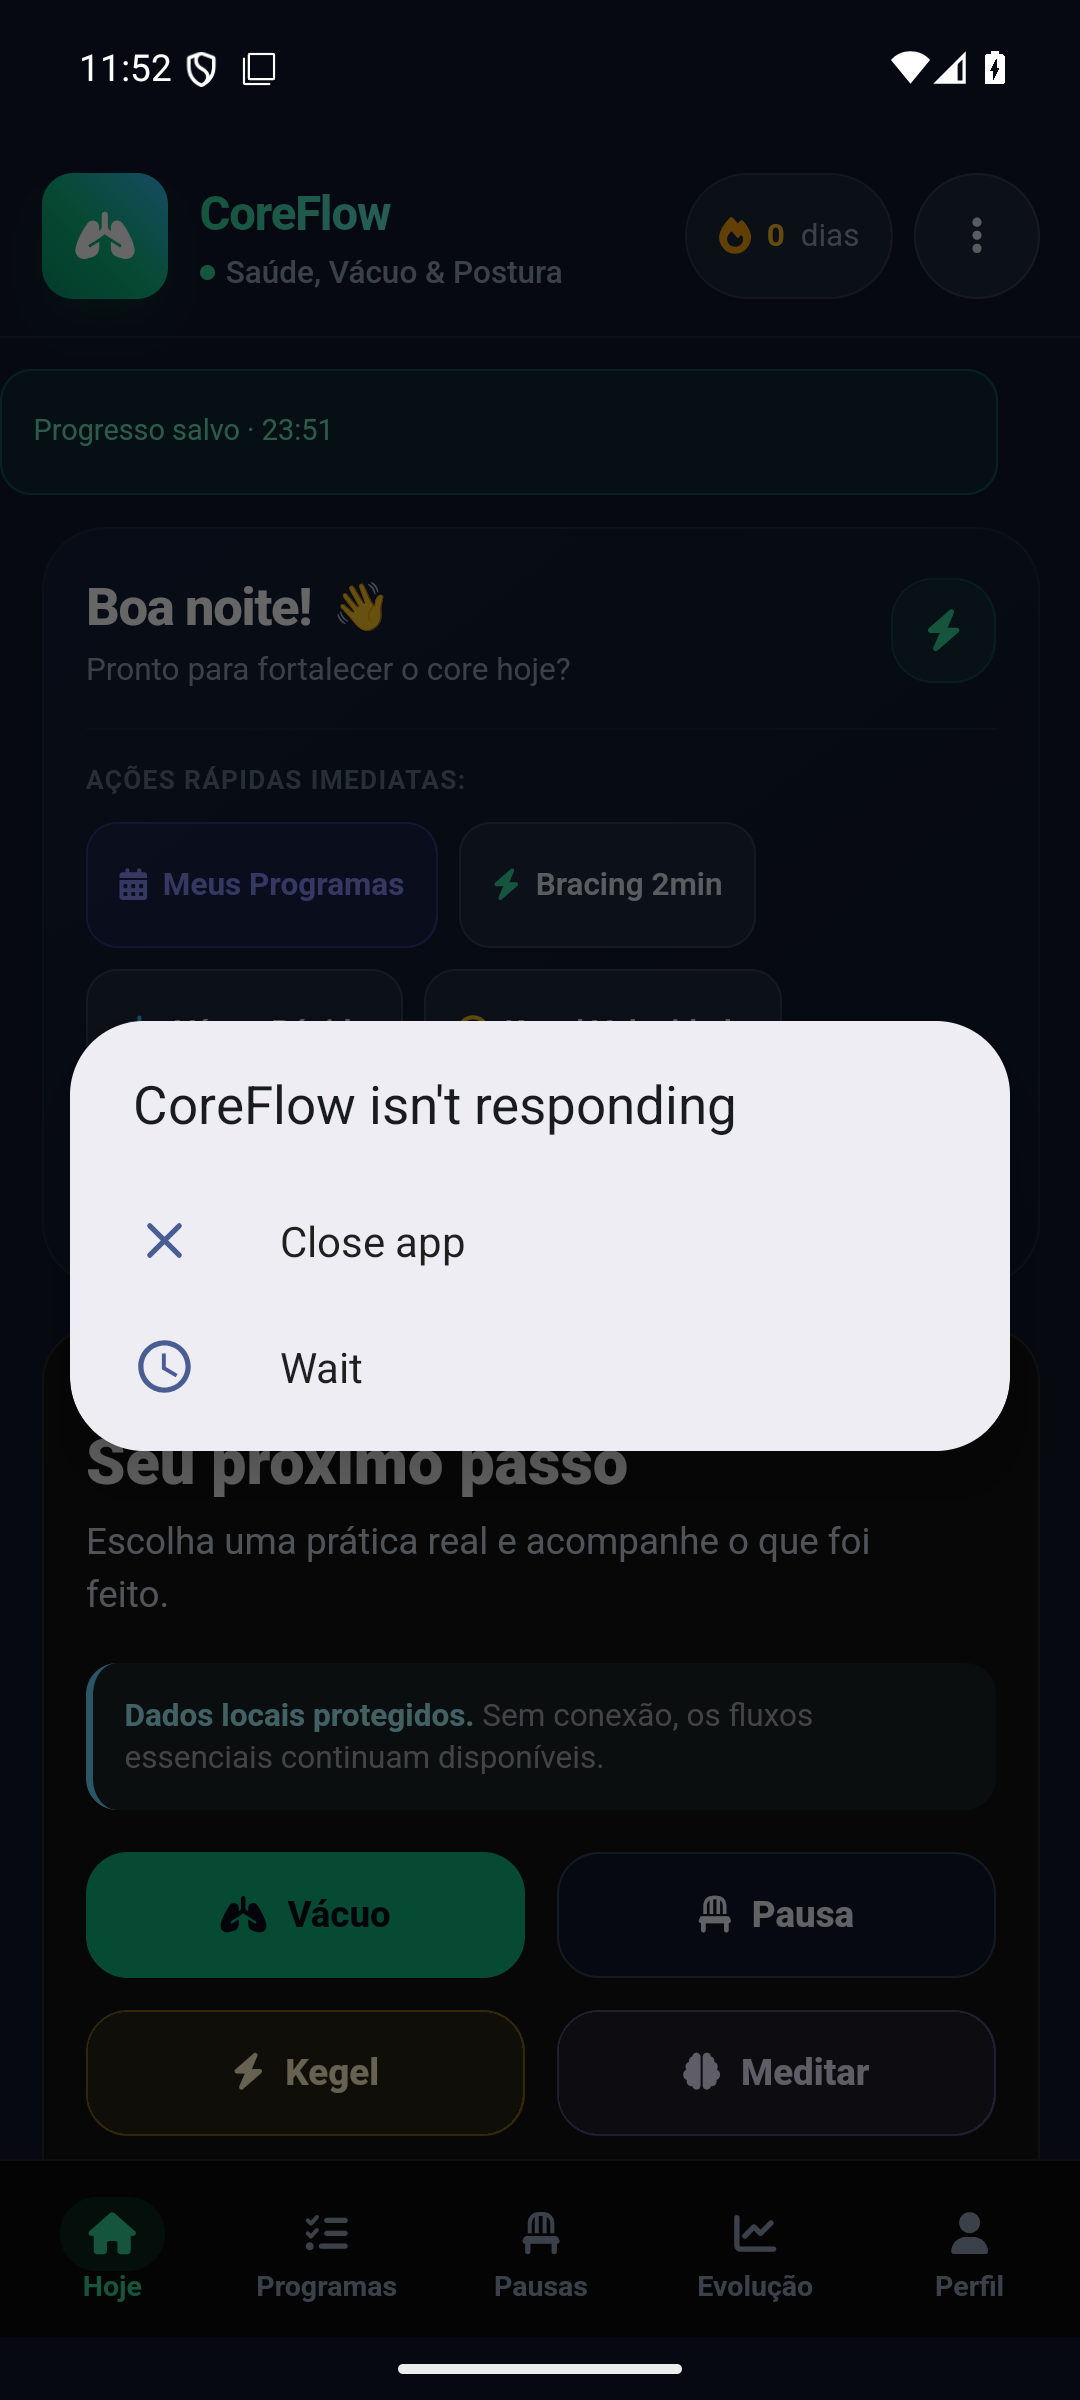 11:52
CoreFlow
Saúde, Vácuo & Postura
0 dias
Progresso salvo · 23:51
Boa noite! 👋
Pronto para fortalecer o core hoje?
AÇÕES RÁPIDAS IMEDIATAS:
Meus Programas
Bracing 2min
CoreFlow isn't responding
Close app
Wait
Seu próximo passo
Escolha uma prática real e acompanhe o que foi
feito.
Dados locais protegidos. Sem conexão, os fluxos
essenciais continuam disponíveis.
Vácuo
Pausa
Kegel
Meditar
Hoje
Programas
Pausas
Evolução
Perfil